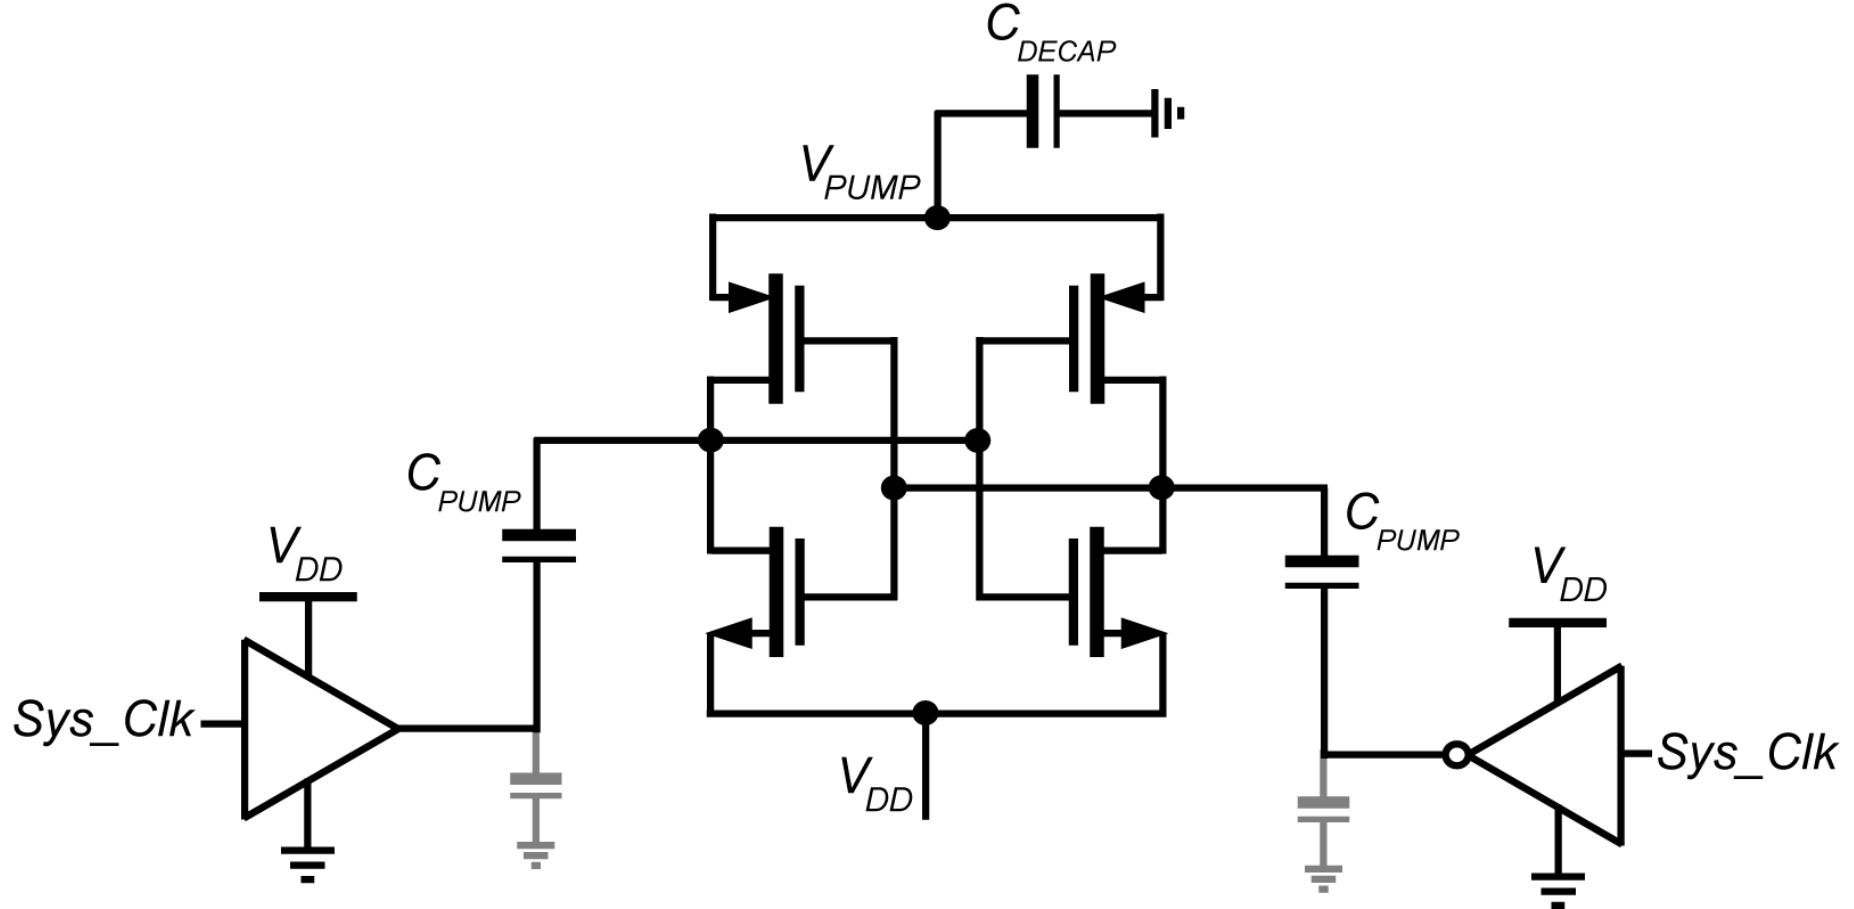 C_DECAP
V_PUMP
C_PUMP
C_PUMP
V_DD
V_DD
Sys_Clk
Sys_Clk
V_DD